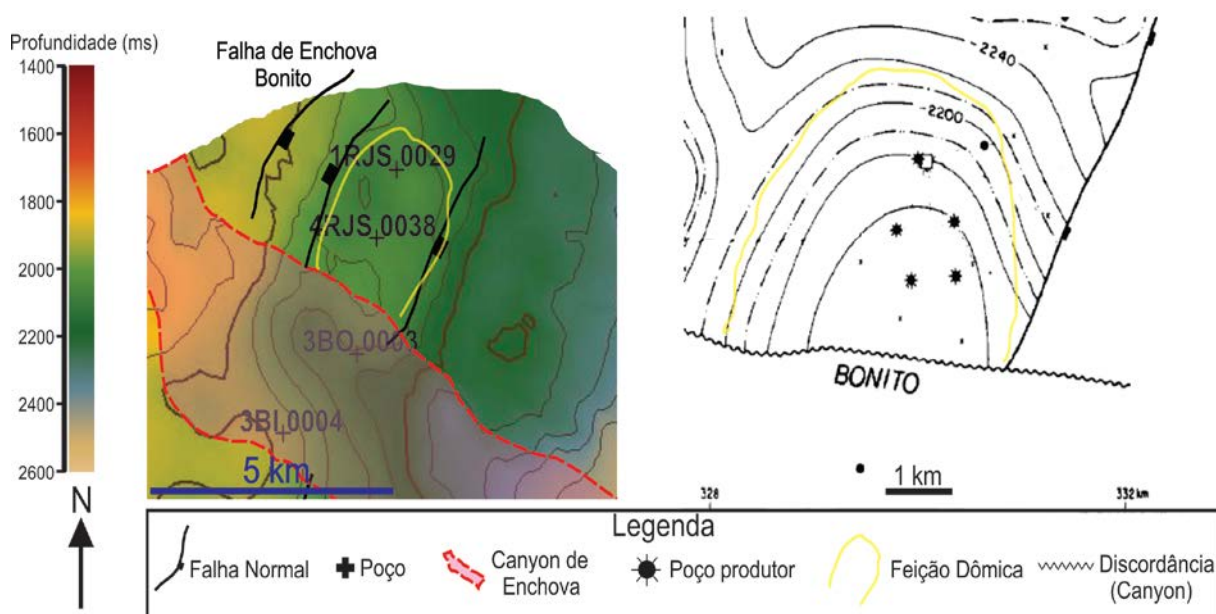 Profundidade (ms)
1400
1600
1800
2000
2200
2400
2600
N
Falha de Enchova
Bonito
1RJS_0029
4RJS_0038
3BO_0003
3BI_0004
5 km
-2240
-2200
BONITO
1 km
328
332 km
Legenda
Falha Normal
Poço
Canyon de
Enchova
Poço produtor
Feição Dômica
Discordância
(Canyon)